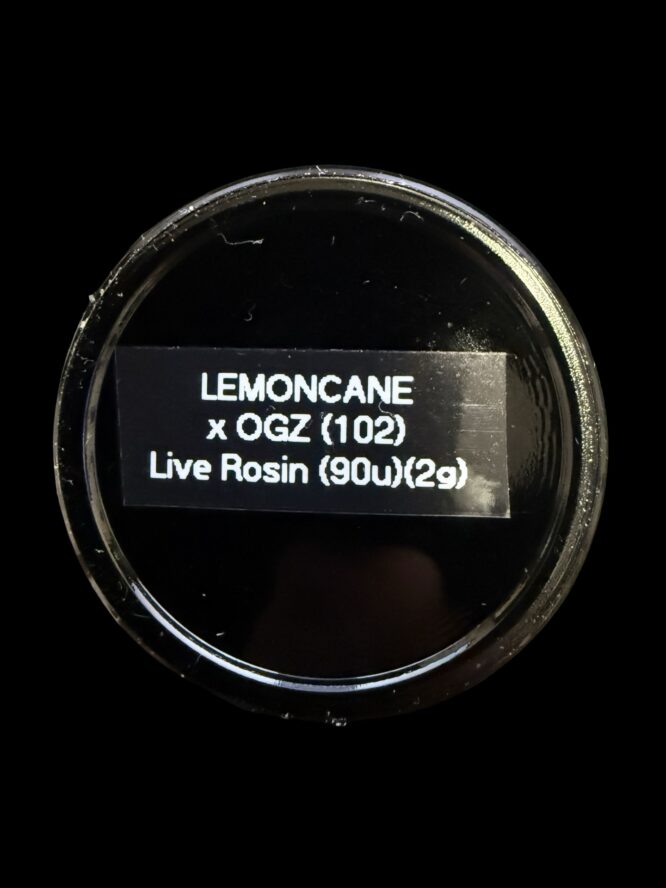 LEMONCANE
x OGZ (102)
Live Rosin (90u)(2g)